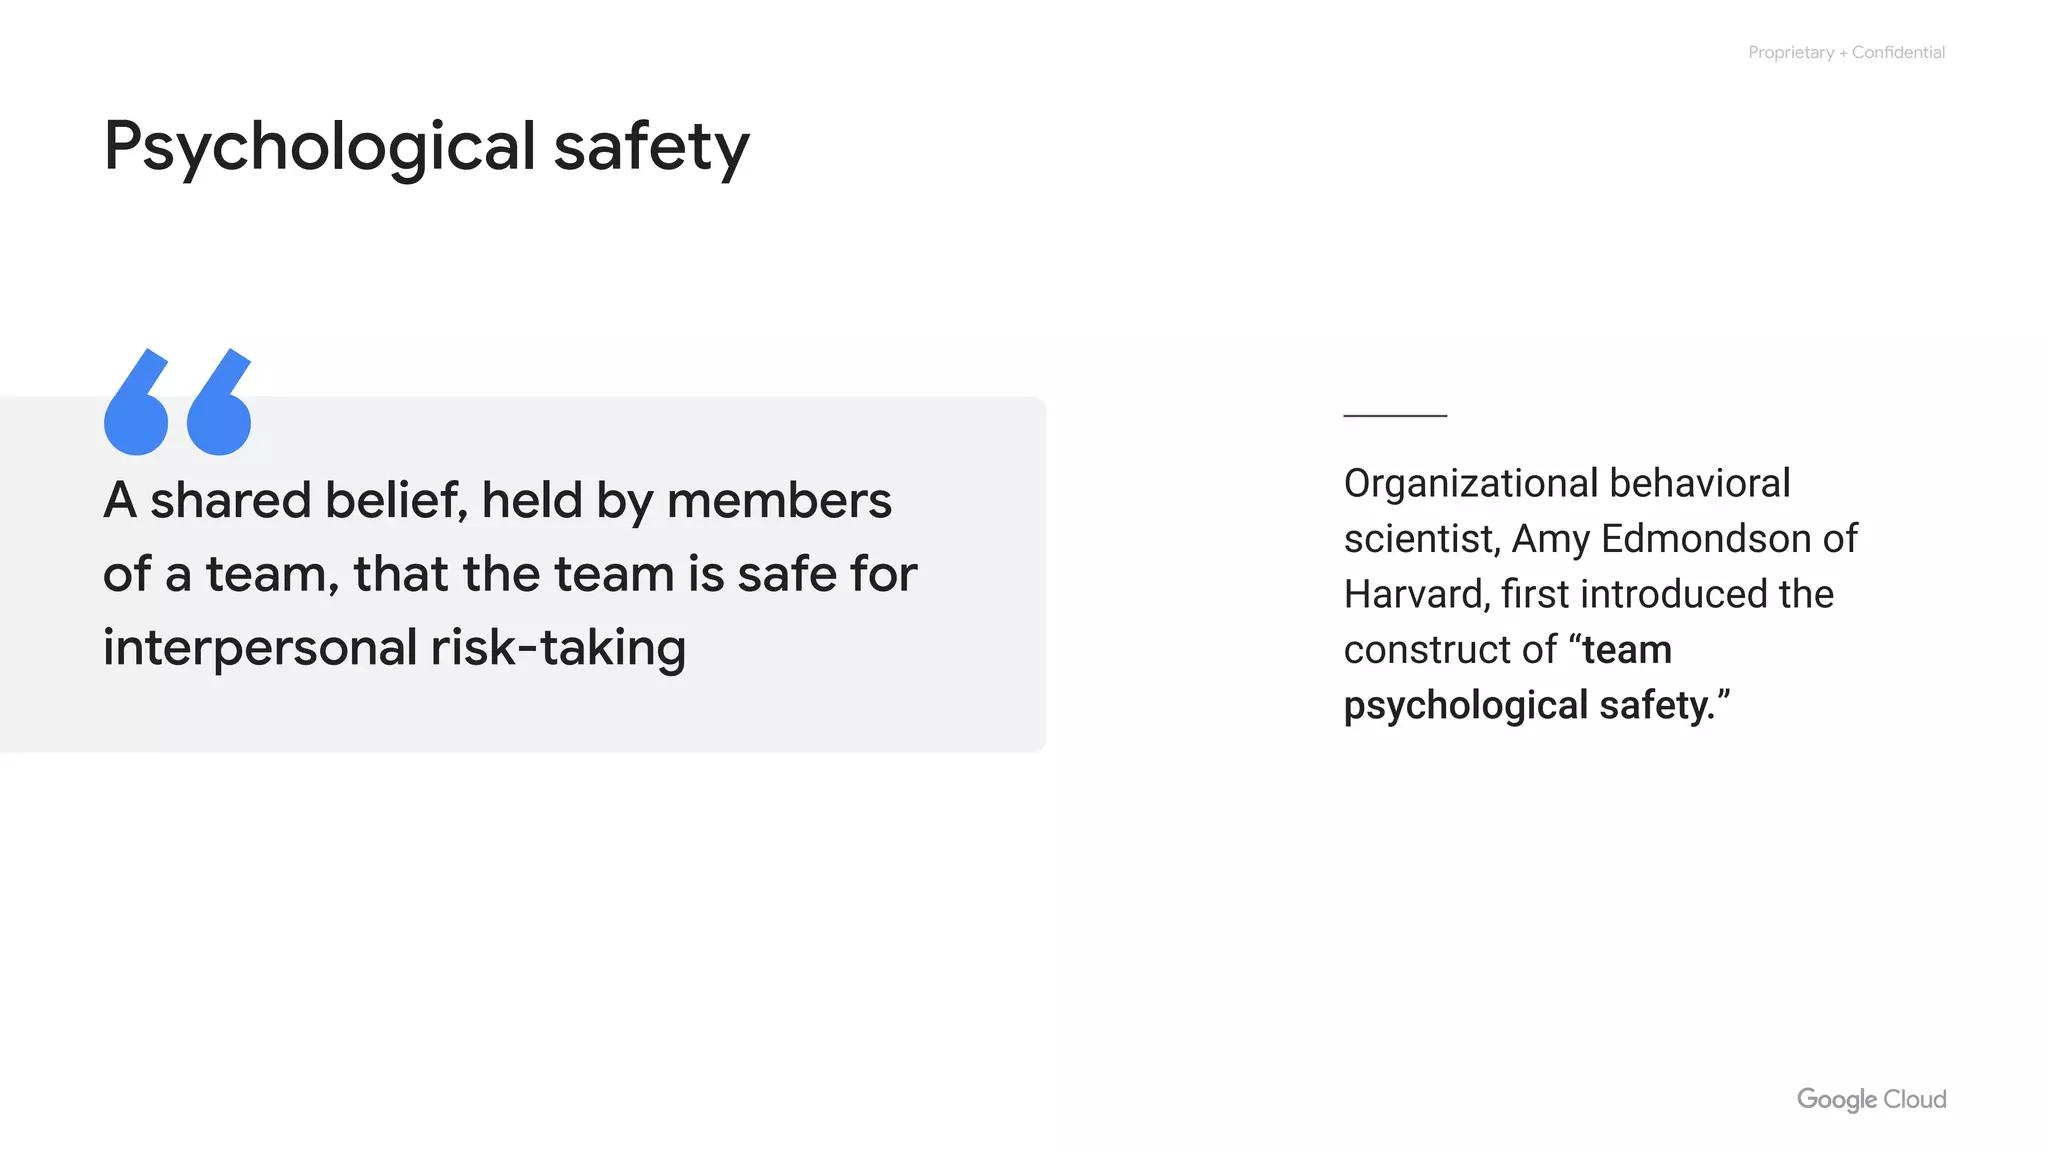 Proprietary + Confidential
Psychological safety
“
A shared belief, held by members
of a team, that the team is safe for
interpersonal risk-taking
Organizational behavioral
scientist, Amy Edmondson of
Harvard, first introduced the
construct of “team
psychological safety.”
Google Cloud